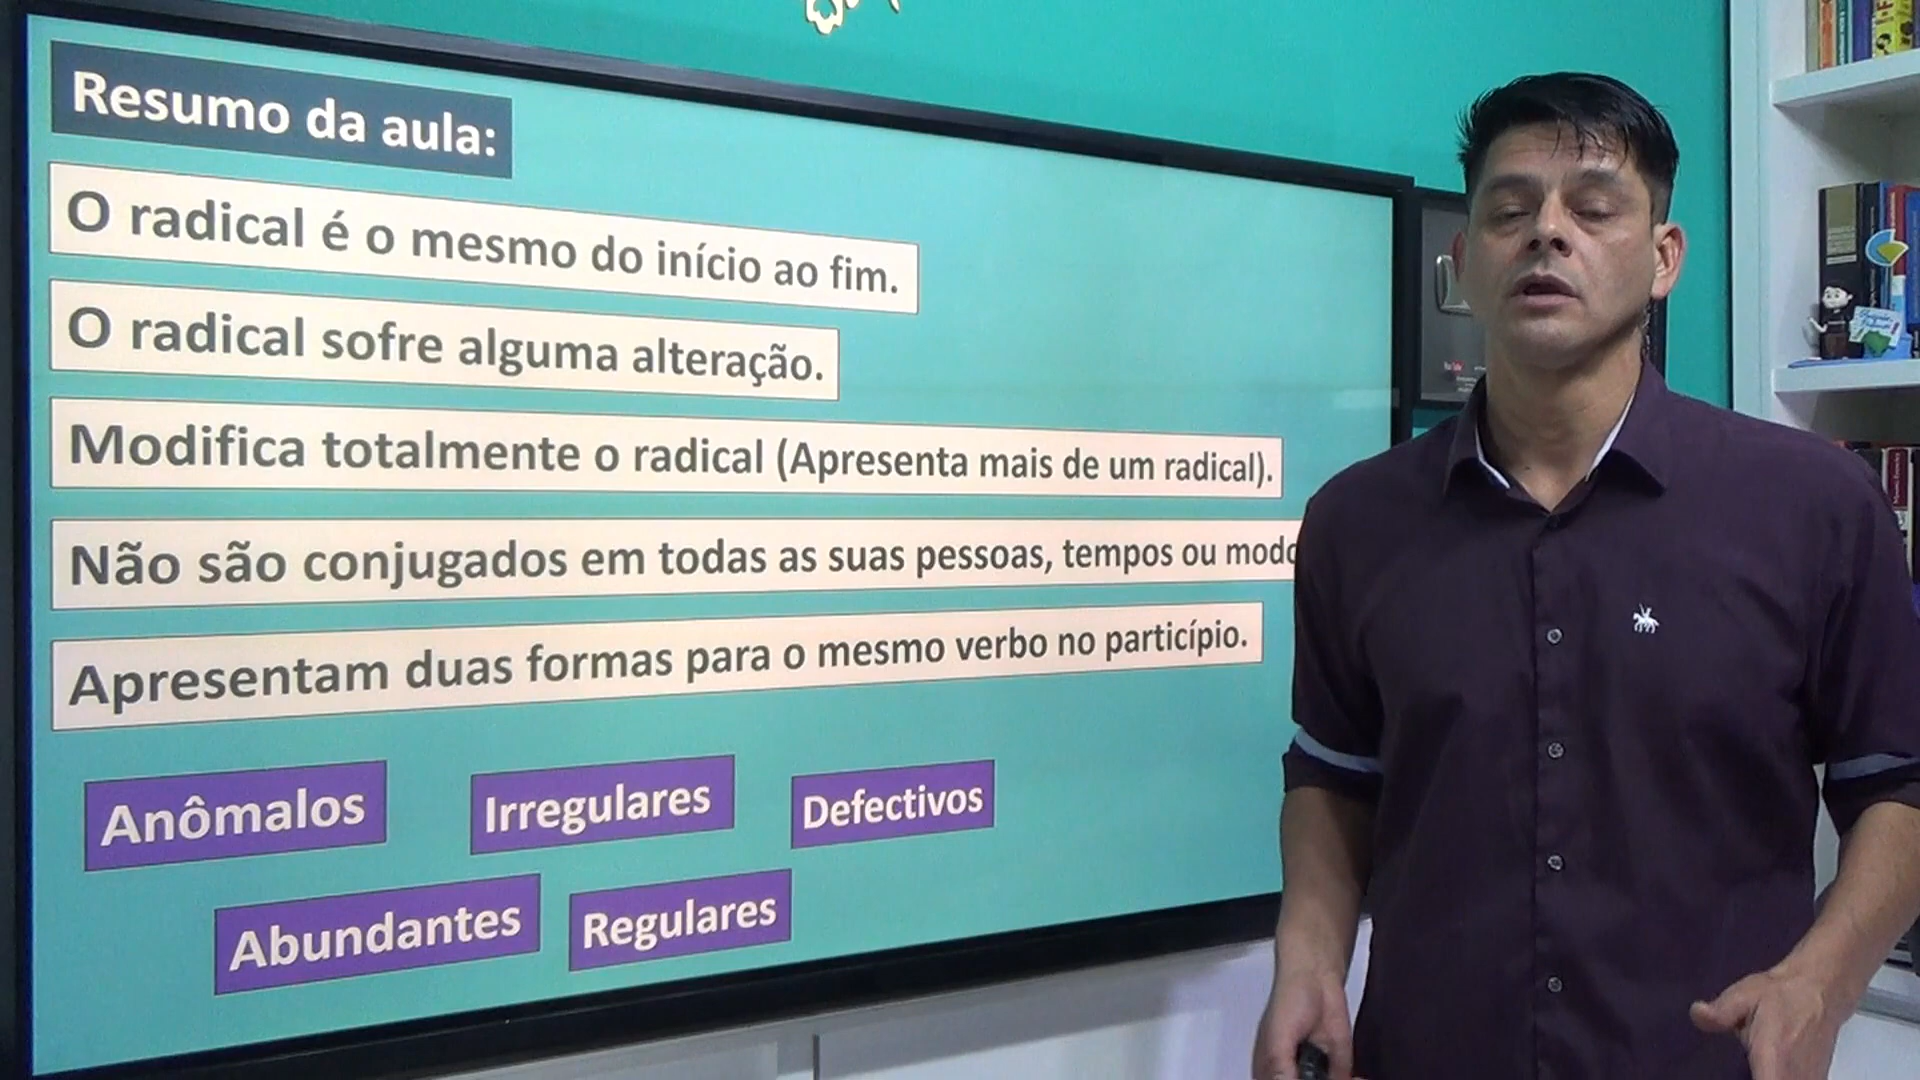 Resumo da aula:
O radical é o mesmo do início ao fim.
O radical sofre alguma alteração.
Modifica totalmente o radical (Apresenta mais de um radical).
Não são conjugados em todas as suas pessoas, tempos ou modo
Apresentam duas formas para o mesmo verbo no particípio.
Anômalos Irregulares Defectivos
Abundantes Regulares